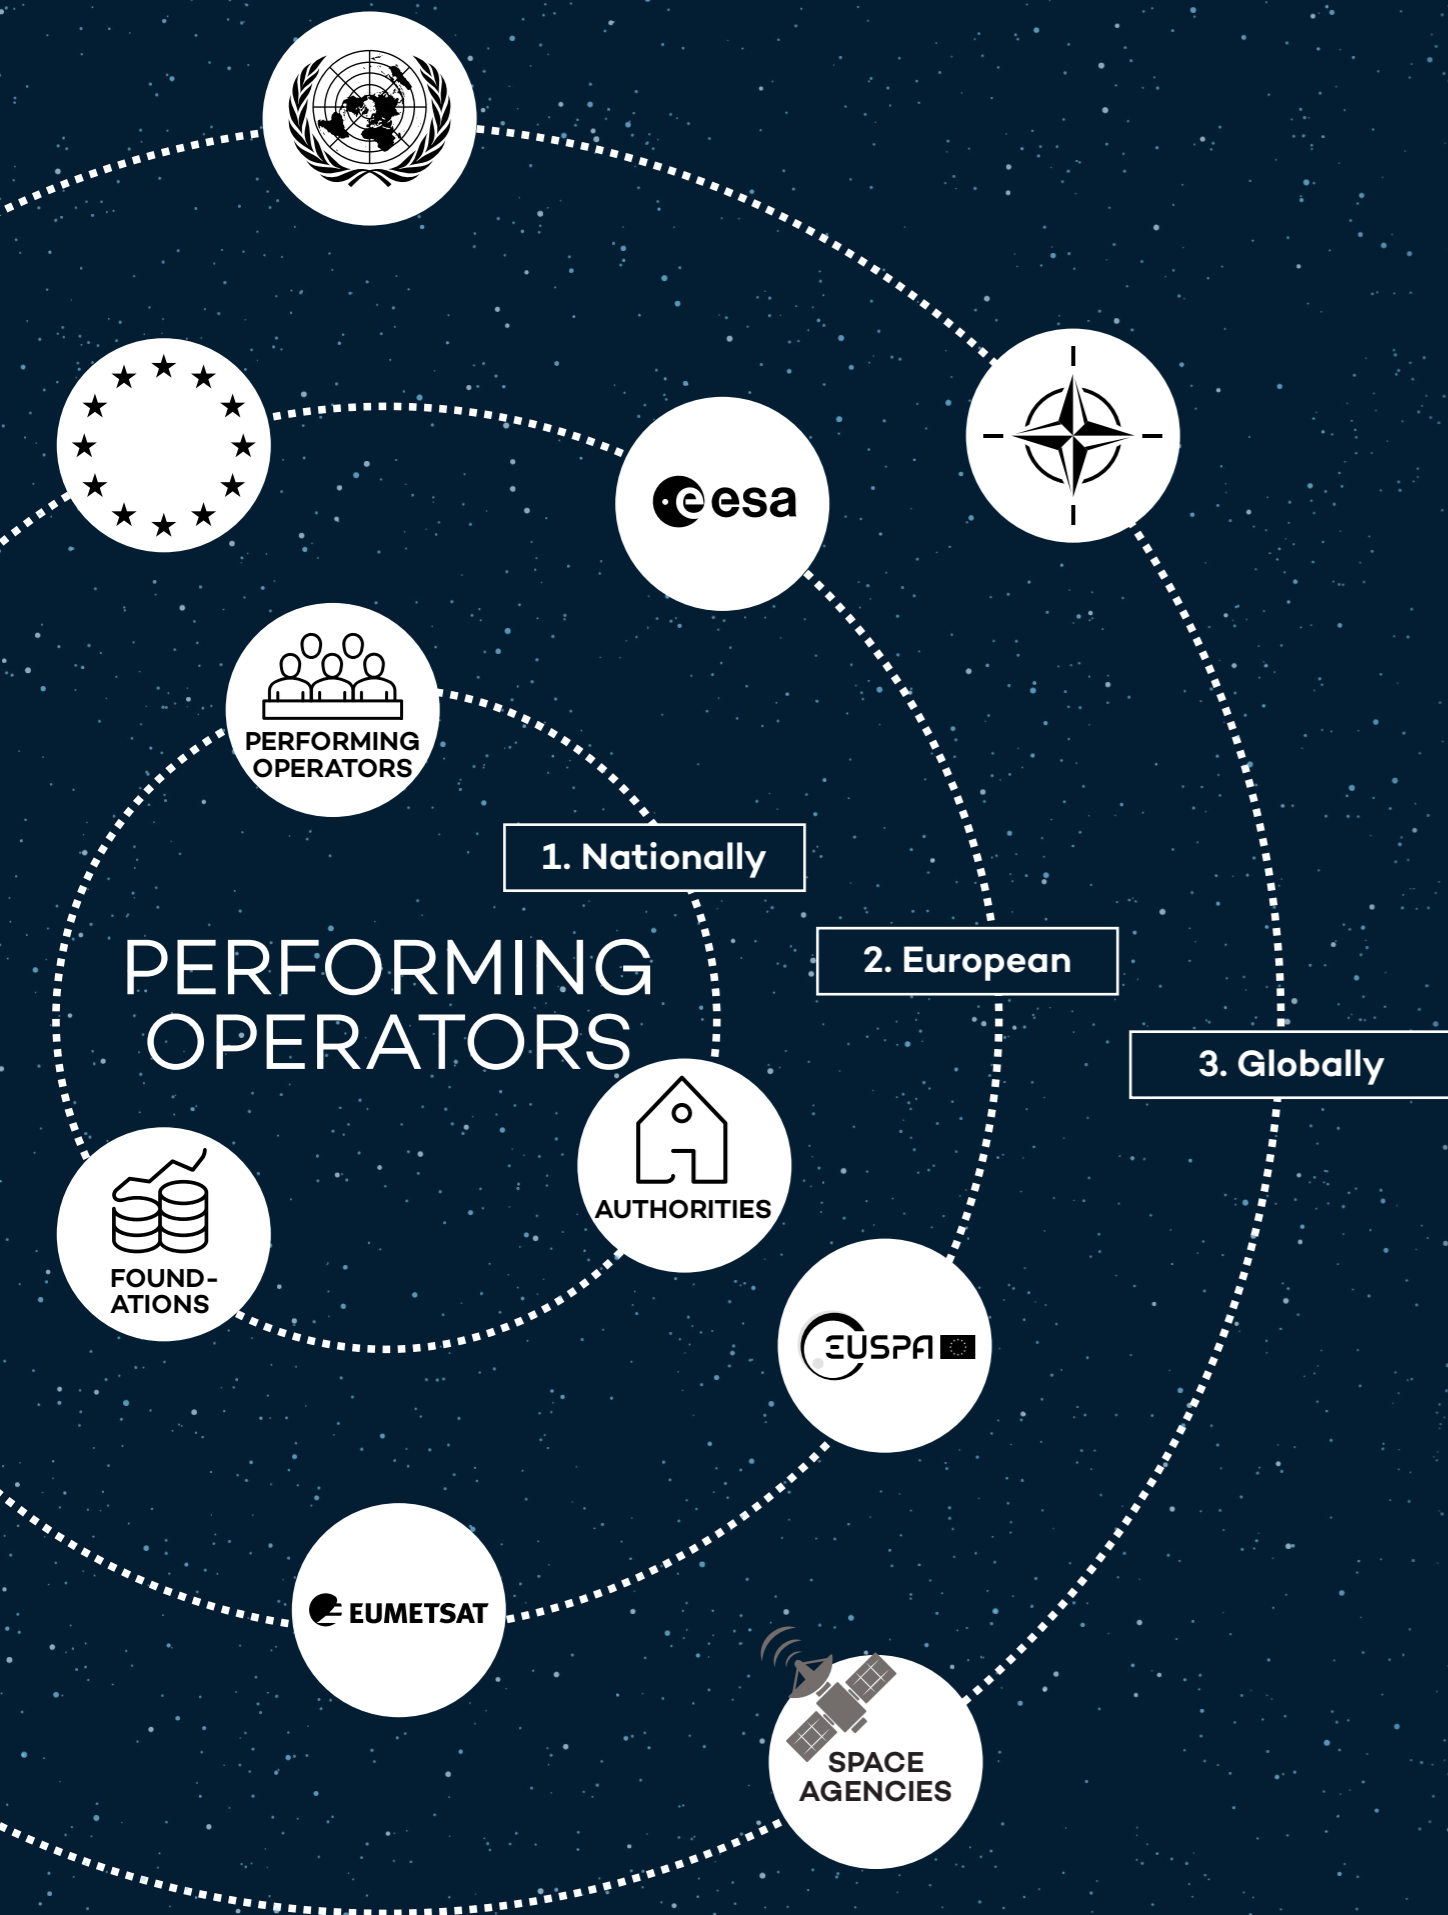 esa
PERFORMING
OPERATORS
1. Nationally
PERFORMING
OPERATORS
2. European
3. Globally
AUTHORITIES
FOUND-
ATIONS
EUSPA
EUMETSAT
SPACE
AGENCIES